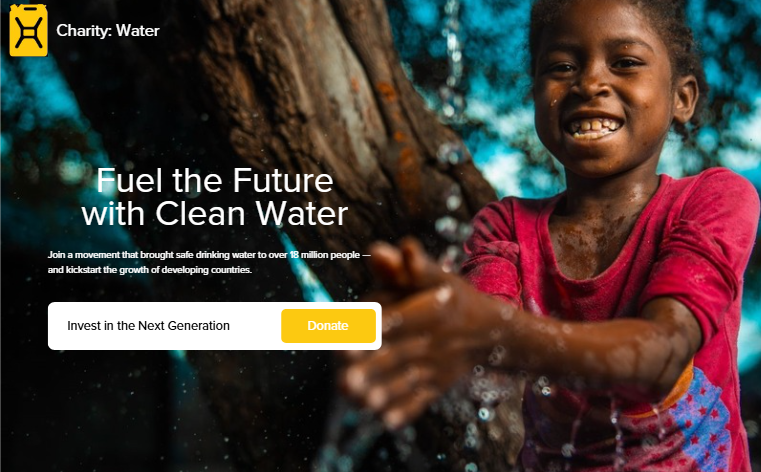 Charity: Water
Fuel the Future
with Clean Water
Join a movement that brought safe drinking water to over 18 million people —
and kickstart the growth of developing countries.
Invest in the Next Generation
Donate